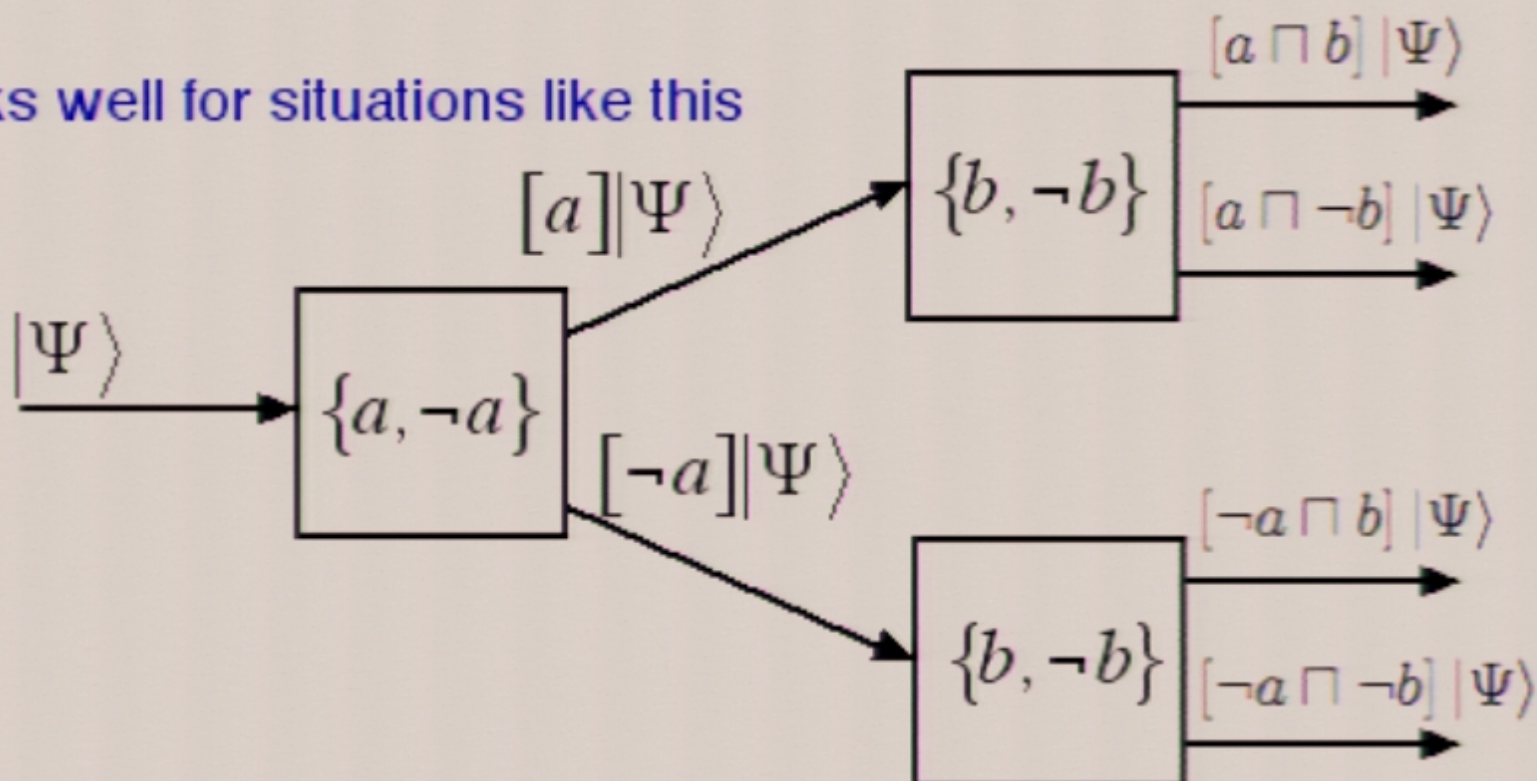 well for situations like this
[a ⊓ b] |Ψ⟩
[a]|Ψ⟩
{b, ¬b}
[a ⊓ ¬b] |Ψ⟩
|Ψ⟩
{a, ¬a}
[¬a]|Ψ⟩
[¬a ⊓ b] |Ψ⟩
{b, ¬b}
[¬a ⊓ ¬b] |Ψ⟩